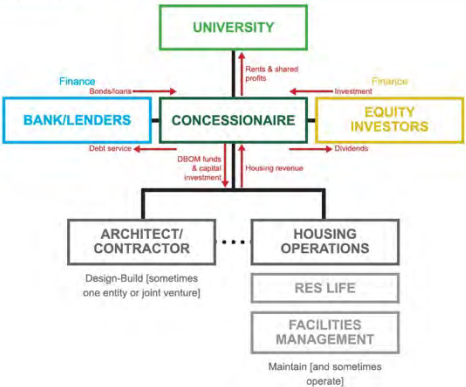 UNIVERSITY
Rents & shared
profits
Finance
Bonds/loans
Finance
Investment
BANK/LENDERS
CONCESSIONAIRE
EQUITY
INVESTORS
Debt service
DBOM funds
& capital
investment
Housing revenue
Dividends
ARCHITECT/
CONTRACTOR
HOUSING
OPERATIONS
Design-Build [sometimes
one entity or joint venture]
RES LIFE
FACILITIES
MANAGEMENT
Maintain [and sometimes
operate]